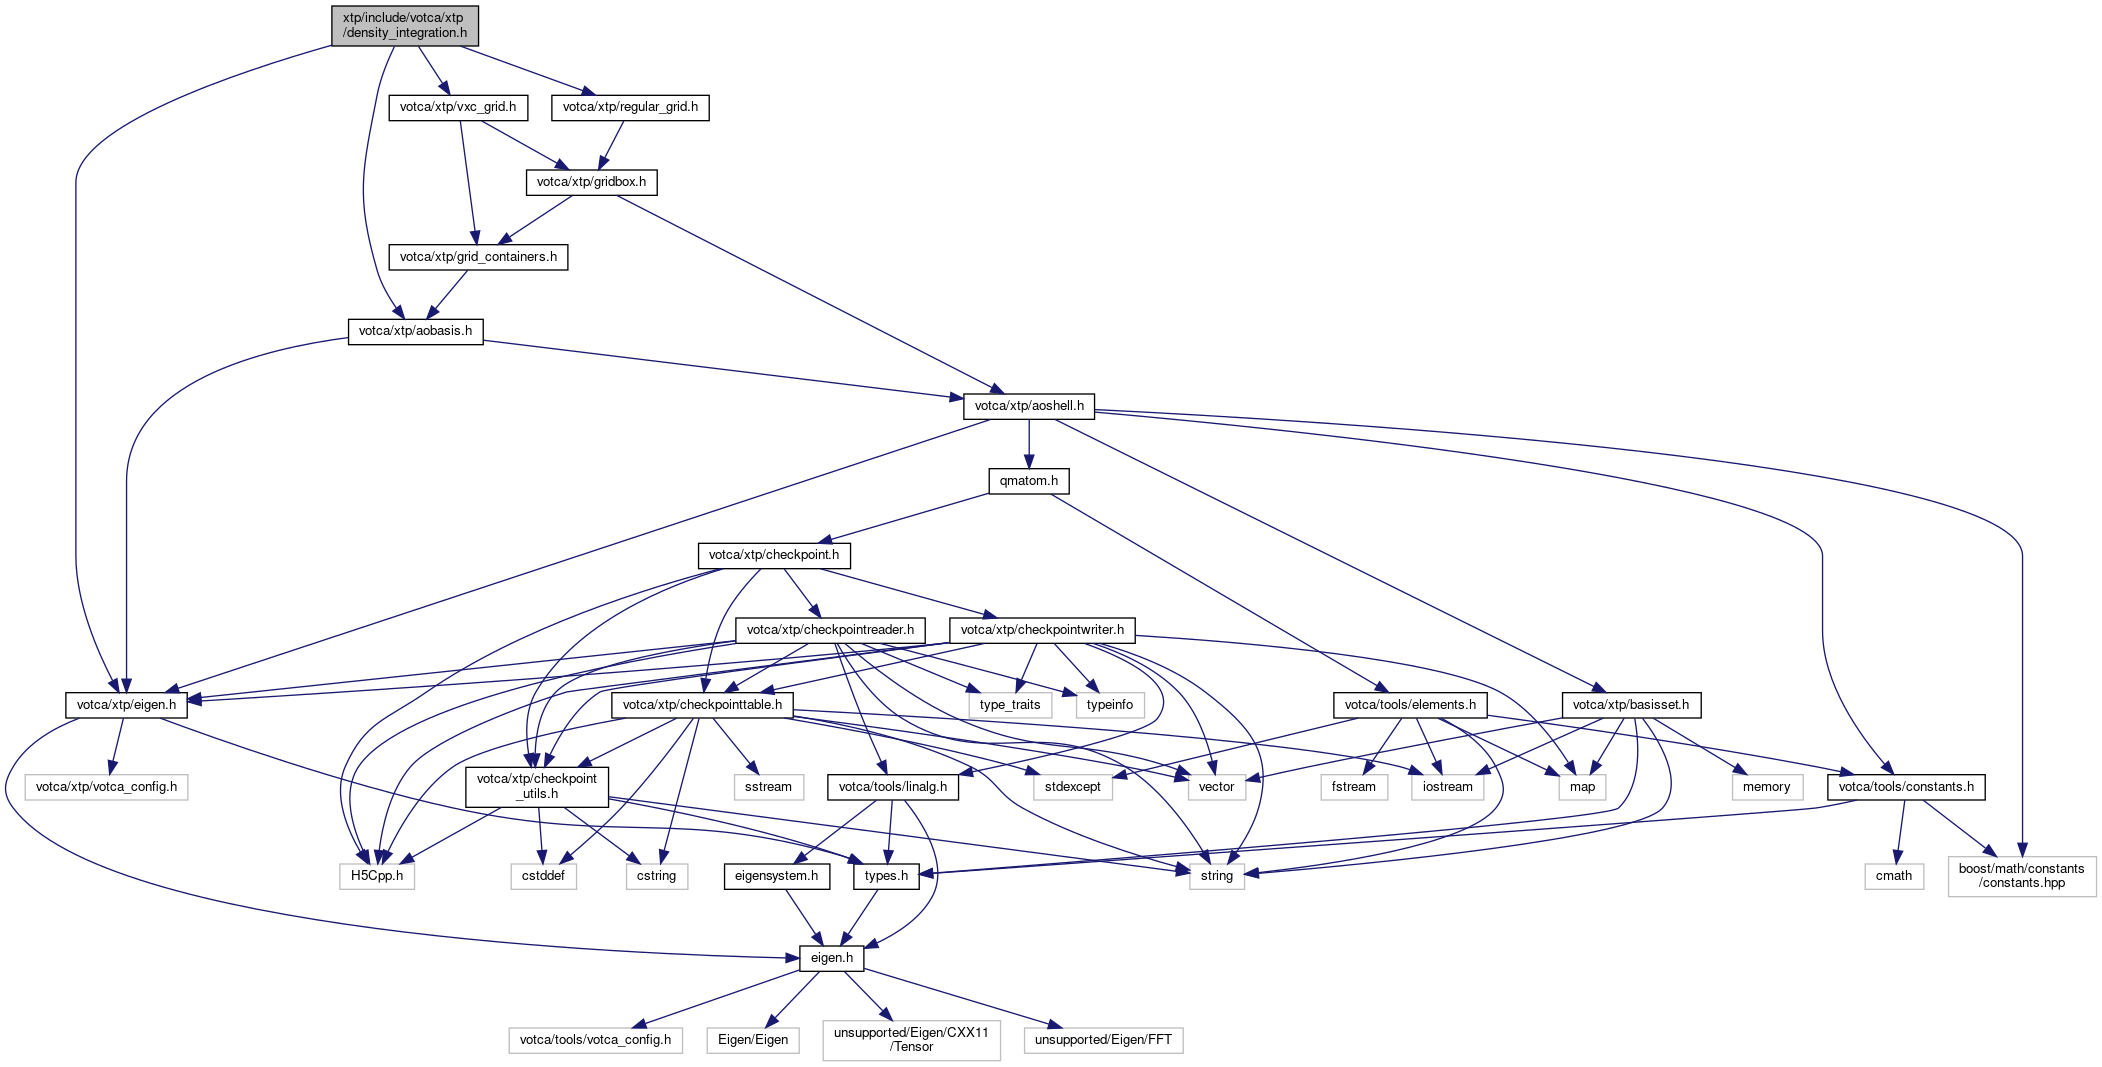 xtp/include/votca/xtp
/density_integration.h
votca/xtp/vxc_grid.h
votca/xtp/regular_grid.h
votca/xtp/gridbox.h
votca/xtp/grid_containers.h
votca/xtp/aobasis.h
votca/xtp/aoshell.h
qmatom.h
votca/xtp/checkpoint.h
votca/xtp/checkpointreader.h
votca/xtp/checkpointwriter.h
votca/xtp/eigen.h
votca/xtp/checkpointtable.h
type_traits
typeinfo
votca/tools/elements.h
votca/xtp/basisset.h
votca/xtp/votca_config.h
votca/xtp/checkpoint
_utils.h
sstream
votca/tools/linalg.h
stdexcept
vector
fstream
iostream
map
memory
votca/tools/constants.h
H5Cpp.h
cstddef
cstring
eigensystem.h
types.h
string
cmath
boost/math/constants
/constants.hpp
eigen.h
votca/tools/votca_config.h
Eigen/Eigen
unsupported/Eigen/CXX11
/Tensor
unsupported/Eigen/FFT